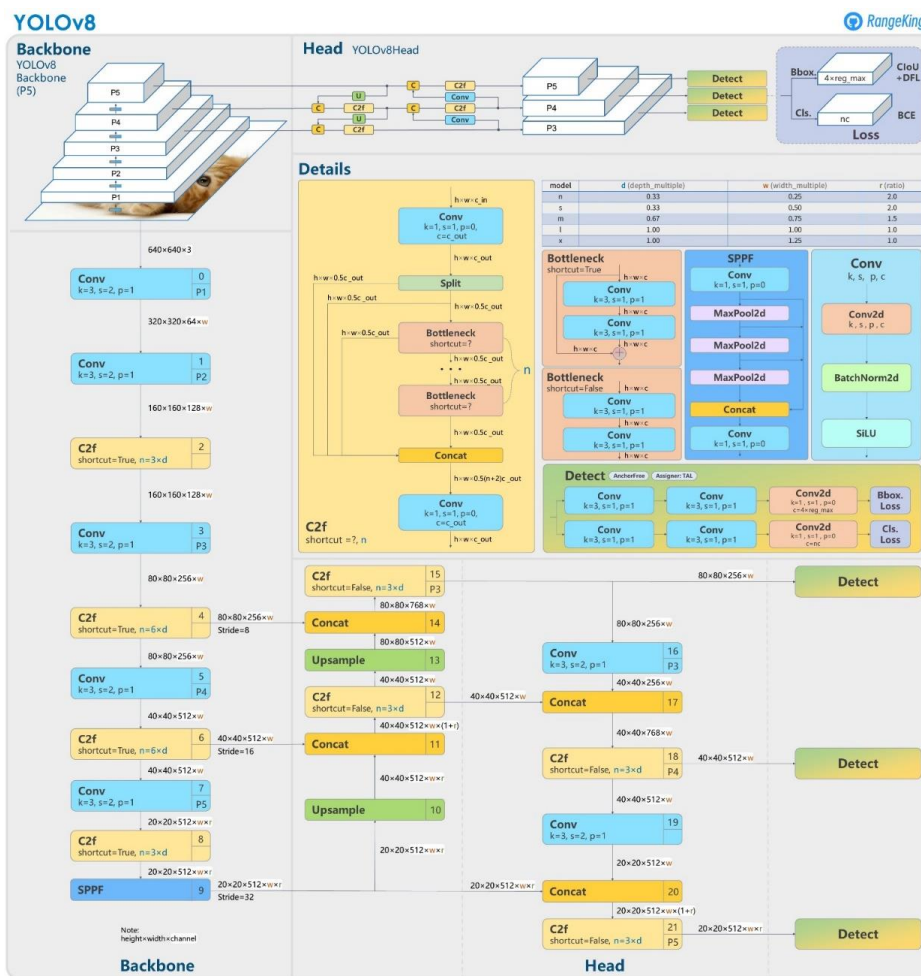 YOLOv8
RangeKing
Backbone
YOLOv8
Backbone
(P5)
P5
P4
P3
P2
P1
Head YOLOv8Head
C
C2f
U
C
C2f
Conv
C
C2f
U
C
C2f
Conv
P5
P4
P3
Detect
Detect
Detect
Bbox.
4×reg_max
CIoU
+DFL
Cls.
nc
BCE
Loss
640×640×3
Conv
k=3, s=2, p=1
0
P1
320×320×64×w
Conv
k=3, s=2, p=1
1
P2
160×160×128×w
C2f
shortcut=True, n=3×d
2
160×160×128×w
Conv
k=3, s=2, p=1
3
P3
80×80×256×w
C2f
shortcut=True, n=6×d
4
80×80×256×w
Stride=8
80×80×256×w
Conv
k=3, s=2, p=1
5
P4
40×40×512×w
C2f
shortcut=True, n=6×d
6
40×40×512×w
Stride=16
40×40×512×w
Conv
k=3, s=2, p=1
7
P5
20×20×512×w×r
C2f
shortcut=True, n=3×d
8
20×20×512×w×r
SPPF
9
20×20×512×w×r
Stride=32
Note:
height×width×channel
Backbone
Details
h×w×c_in
Conv
k=1, s=1, p=0,
c=c_out
h×w×c_out
Split
h×w×0.5c_out
h×w×0.5c_out
h×w×0.5c_out
h×w×0.5c_out
Bottleneck
shortcut=?
h×w×0.5c_out
h×w×0.5c_out
• • •
h×w×0.5c_out
Bottleneck
shortcut=?
n
h×w×0.5c_out
Concat
h×w×0.5(n+2)c_out
Conv
k=1, s=1, p=0,
c=c_out
h×w×c_out
C2f
shortcut =?, n
model d (depth_multiple) w (width_multiple) r (ratio)
n 0.33 0.25 2.0
s 0.33 0.50 2.0
m 0.67 0.75 1.5
l 1.00 1.00 1.0
x 1.00 1.25 1.0
Bottleneck
shortcut=True
h×w×c
Conv
k=3, s=1, p=1
h×w×c
Conv
k=3, s=1, p=1
h×w×c
+
h×w×c
Bottleneck
shortcut=False
h×w×c
Conv
k=3, s=1, p=1
h×w×c
Conv
k=3, s=1, p=1
h×w×c
SPPF
Conv
k=1, s=1, p=0
MaxPool2d
MaxPool2d
MaxPool2d
Concat
Conv
k=1, s=1, p=0
Conv
k, s, p, c
Conv2d
k, s, p, c
BatchNorm2d
SiLU
Detect
AncherFree
Assigner: TAL
Conv
k=3, s=1, p=1
Conv
k=3, s=1, p=1
Conv2d
k=1, s=1, p=0
c=4×reg_max
Bbox.
Loss
Conv
k=3, s=1, p=1
Conv
k=3, s=1, p=1
Conv2d
k=1, s=1, p=0
c=nc
Cls.
Loss
C2f
shortcut=False, n=3×d
15
P3
80×80×256×w
Detect
80×80×768×w
Concat
14
80×80×512×w
Upsample
13
40×40×512×w
C2f
shortcut=False, n=3×d
12
40×40×512×w
40×40×512×w×(1+r)
Concat
11
40×40×512×w×r
Upsample
10
20×20×512×w×r
80×80×256×w
Conv
k=3, s=2, p=1
16
P3
40×40×256×w
Concat
17
40×40×768×w
C2f
shortcut=False, n=3×d
18
P4
40×40×512×w
Detect
40×40×512×w
Conv
k=3, s=2, p=1
19
20×20×512×w
20×20×512×w×r
Concat
20
20×20×512×w×(1+r)
C2f
shortcut=False, n=3×d
21
P5
20×20×512×w×r
Detect
Head